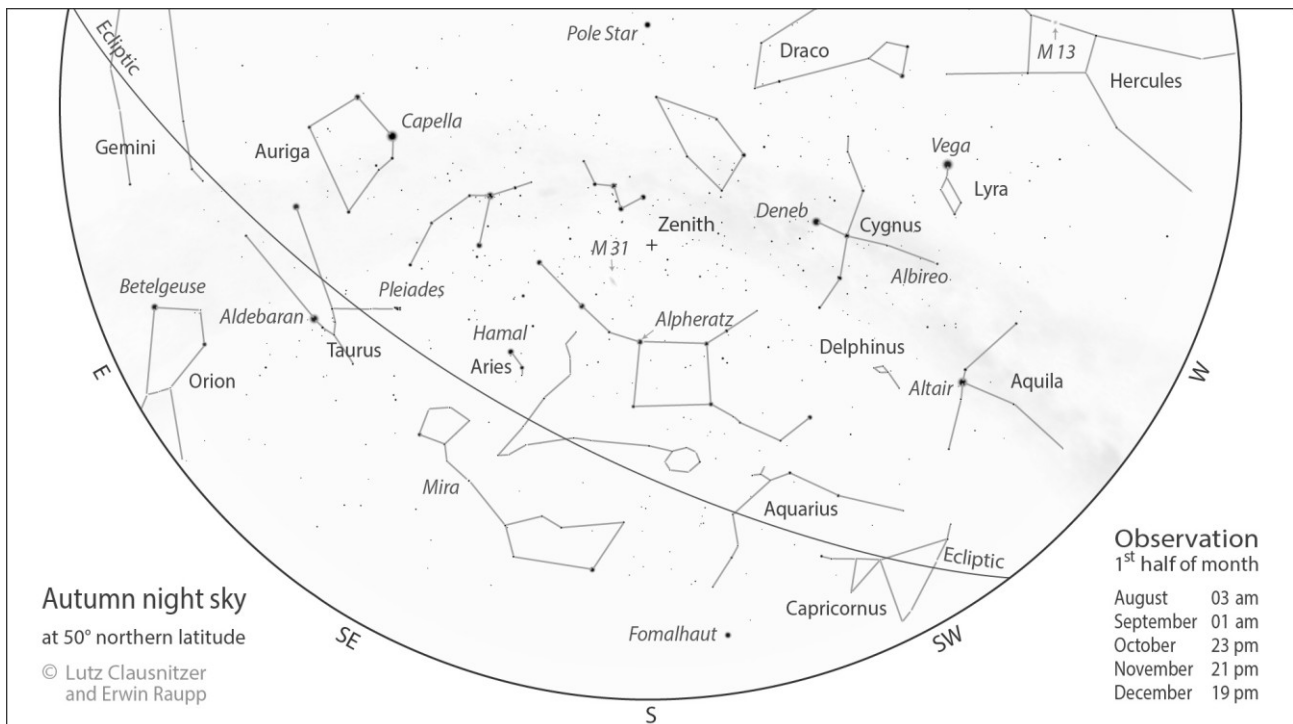 Ecliptic
Pole Star
Draco
M 13
Hercules
Gemini
Auriga
Capella
Vega
Lyra
Deneb
Cygnus
Zenith
M 31
Albireo
Betelgeuse
Pleiades
Aldebaran
Taurus
Hamal
Aries
Alpheratz
Delphinus
Altair
Aquila
Orion
E
W
Mira
Aquarius
Ecliptic
Capricornus
Fomalhaut
SE
S
SW
Autumn night sky
at 50° northern latitude
© Lutz Clausnitzer
and Erwin Raupp
Observation
1st half of month
August 03 am
September 01 am
October 23 pm
November 21 pm
December 19 pm